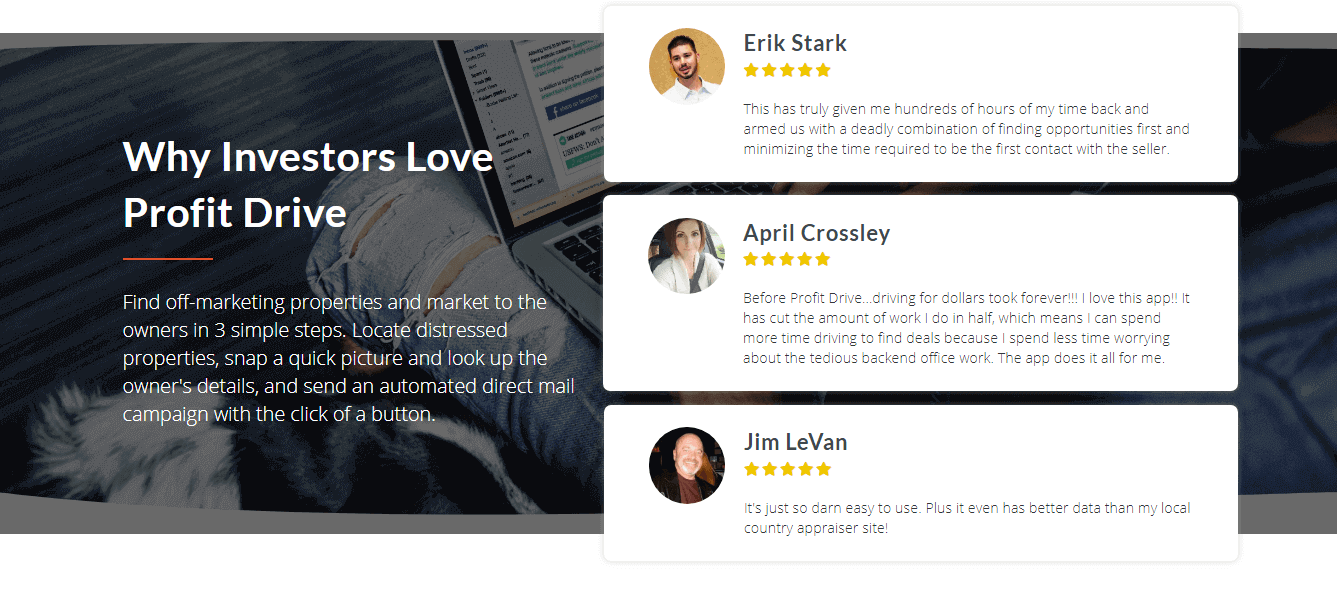 Why Investors Love
Profit Drive
Find off-marketing properties and market to the
owners in 3 simple steps. Locate distressed
properties, snap a quick picture and look up the
owner's details, and send an automated direct mail
campaign with the click of a button.
Erik Stark
This has truly given me hundreds of hours of my time back and
armed us with a deadly combination of finding opportunities first and
minimizing the time required to be the first contact with the seller.
April Crossley
Before Profit Drive...driving for dollars took forever!!! I love this app!! It
has cut the amount of work I do in half, which means I can spend
more time driving to find deals because I spend less time worrying
about the tedious backend office work. The app does it all for me.
Jim LeVan
It's just so darn easy to use. Plus it even has better data than my local
country appraiser site!